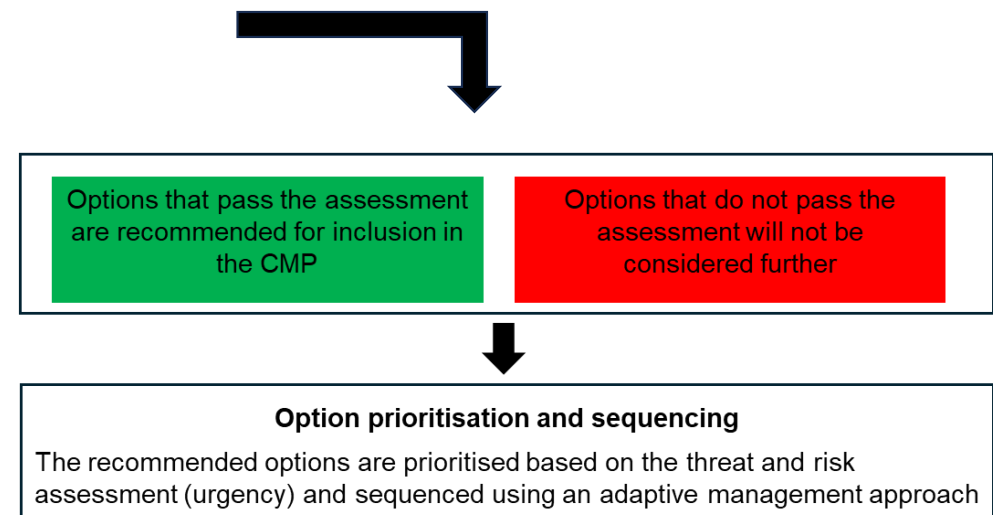 Options that pass the assessment
are recommended for inclusion in
the CMP
Options that do not pass the
assessment will not be
considered further
Option prioritisation and sequencing
The recommended options are prioritised based on the threat and risk
assessment (urgency) and sequenced using an adaptive management approach